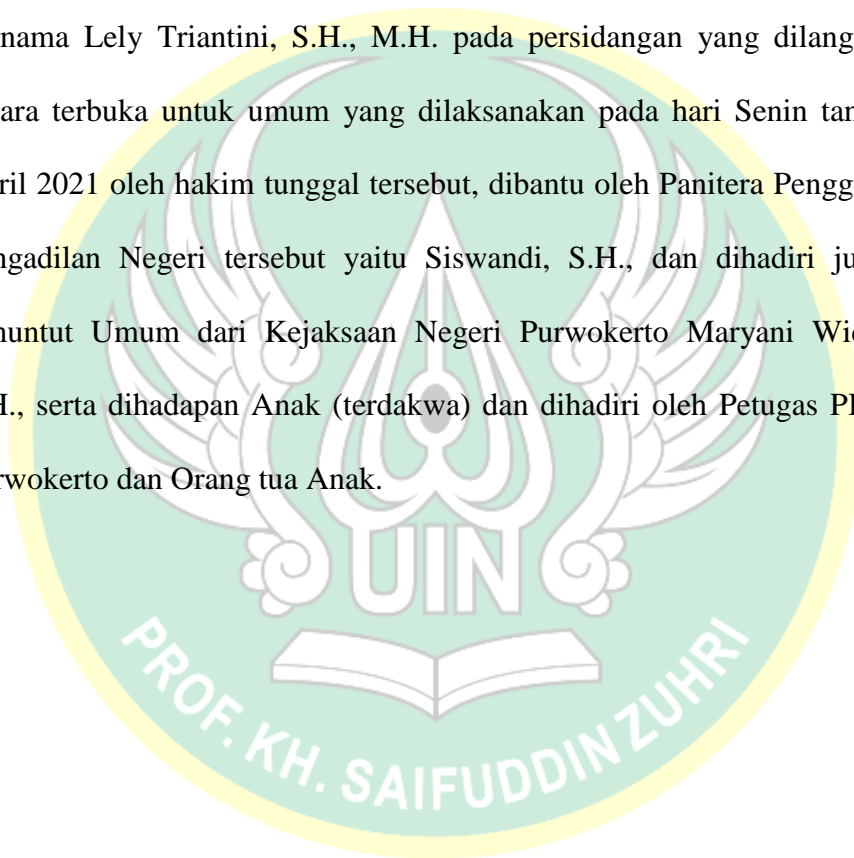 nama Lely Triantini, S.H., M.H. pada persidangan yang dilang
ara terbuka untuk umum yang dilaksanakan pada hari Senin tan
ril 2021 oleh hakim tunggal tersebut, dibantu oleh Panitera Pengg
ngadilan Negeri tersebut yaitu Siswandi, S.H., dan dihadiri ju
nuntut Umum dari Kejaksaan Negeri Purwokerto Maryani Wid
H., serta dihadapan Anak (terdakwa) dan dihadiri oleh Petugas
rwokerto dan Orang tua Anak.
UIN
PROF. KH. SAIFUDDIN ZUHRI